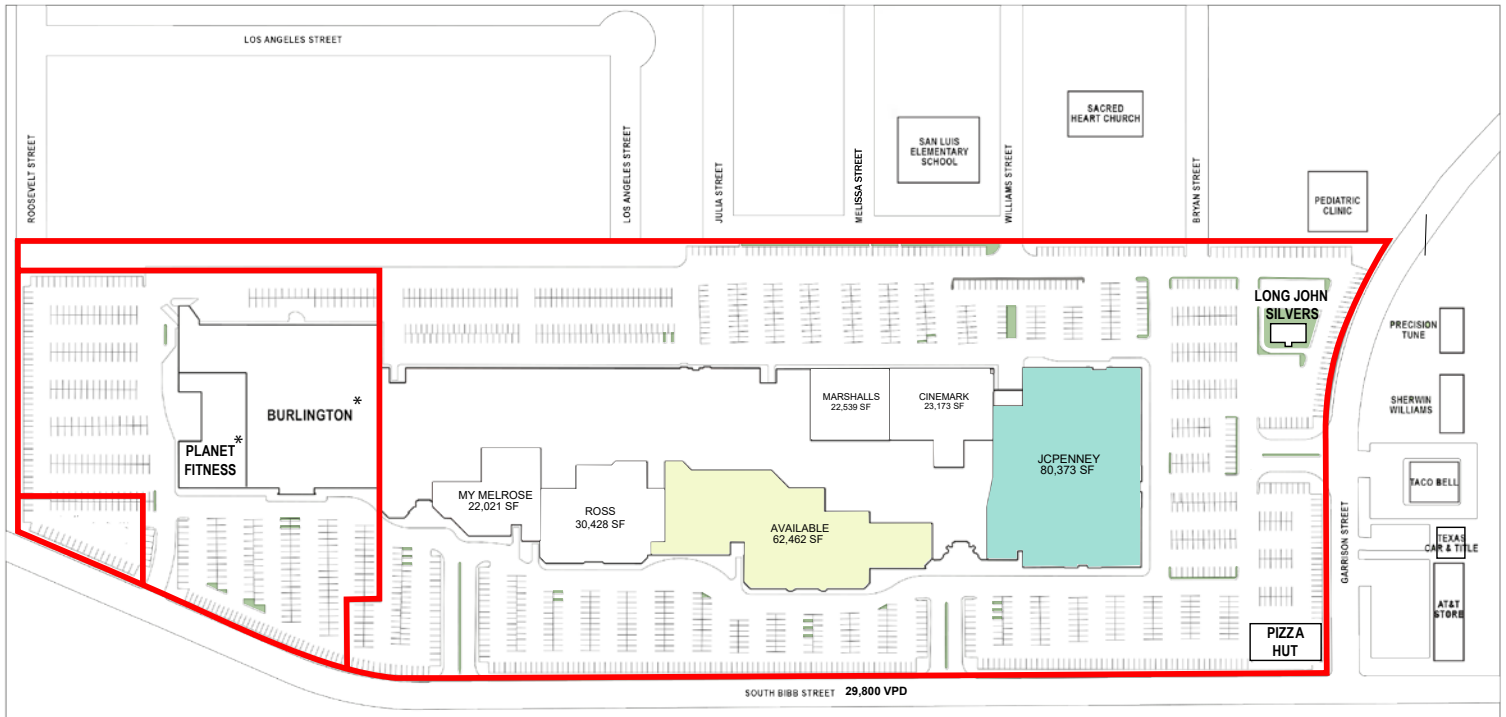 LOS ANGELES STREET
ROOSEVELT STREET
LOS ANGELES STREET
JULIA STREET
MELISSA STREET
WILLIAMS STREET
BRYAN STREET
SAN LUIS
ELEMENTARY
SCHOOL
SACRED
HEART CHURCH
PEDIATRIC
CLINIC
LONG JOHN
SILVERS
PRECISION
TUNE
SHERWIN
WILLIAMS
TACO BELL
TEXAS
CAR & TITLE
AT&T
STORE
GARRISON STREET
BURLINGTON*
PLANET*
FITNESS
MY MELROSE
22,021 SF
ROSS
30,428 SF
AVAILABLE
62,462 SF
MARSHALLS
22,539 SF
CINEMARK
23,173 SF
JCPENNEY
80,373 SF
PIZZA
HUT
SOUTH BIBB STREET 29,800 VPD